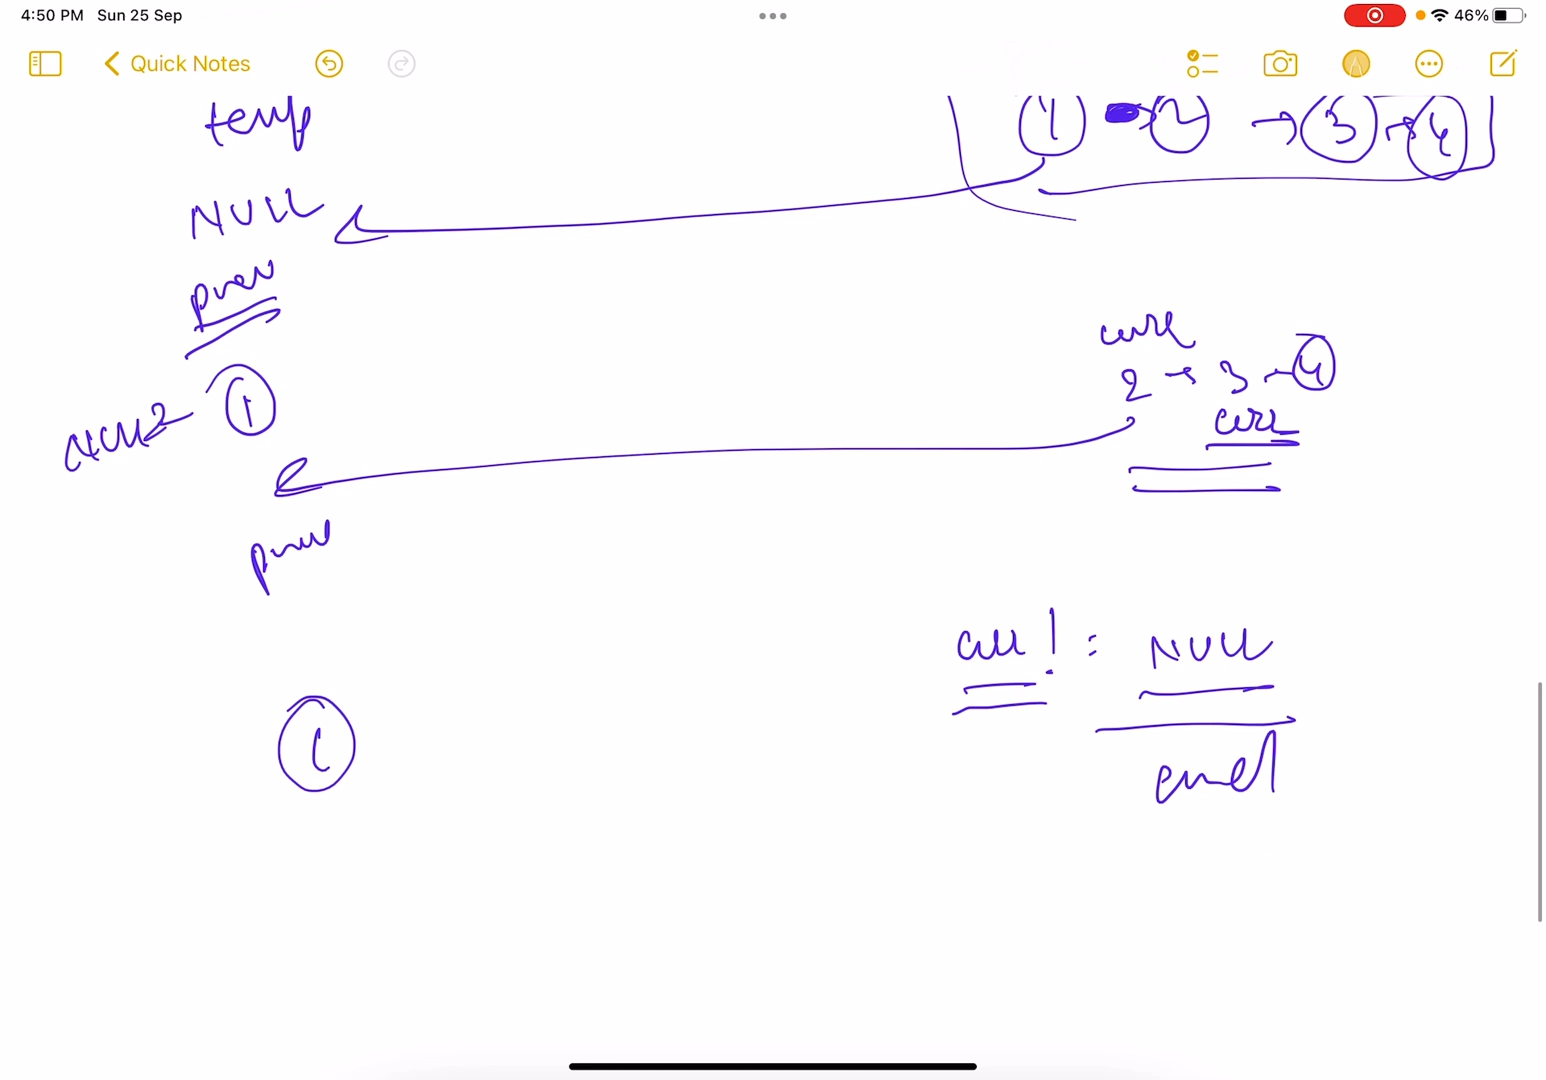 4:50 PM Sun 25 Sep
46%
Quick Notes
temp
1 → 2 → 3 → 4
NULL
prev
curr
2 → 3 → 4
1
curr
prev
curr != NULL
1
end